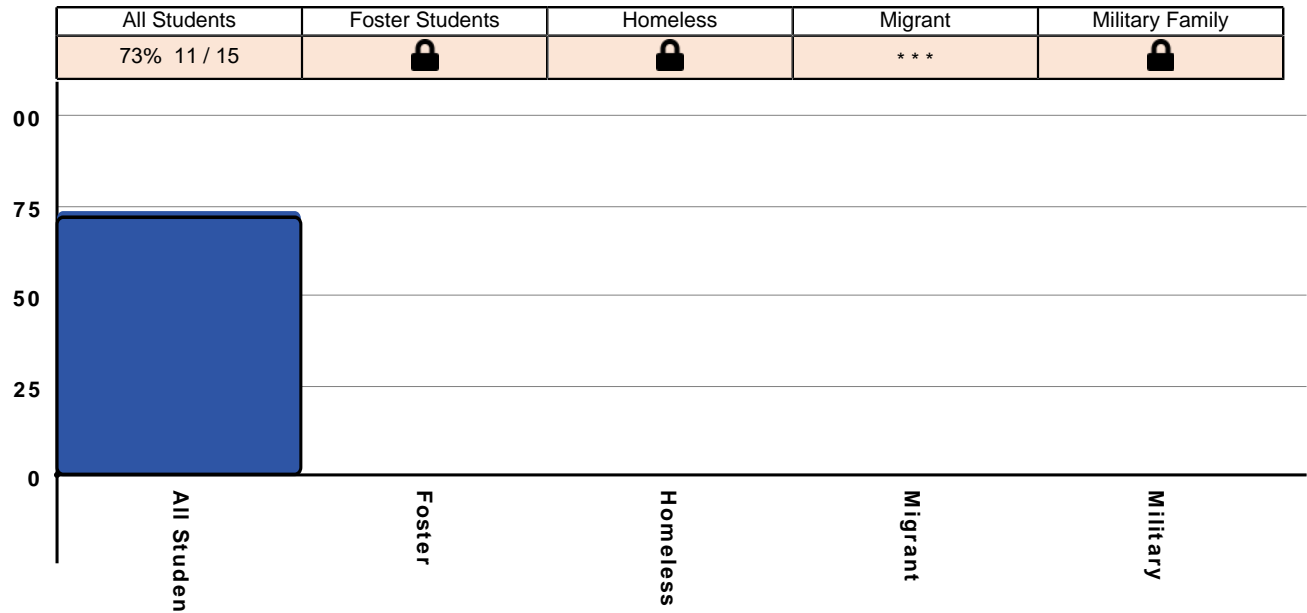 All Students Foster Students Homeless Migrant Military Family
73% 11 / 15 * * *
00
75
50
25
0
All Studen
Foster
Homeless
Migrant
Military